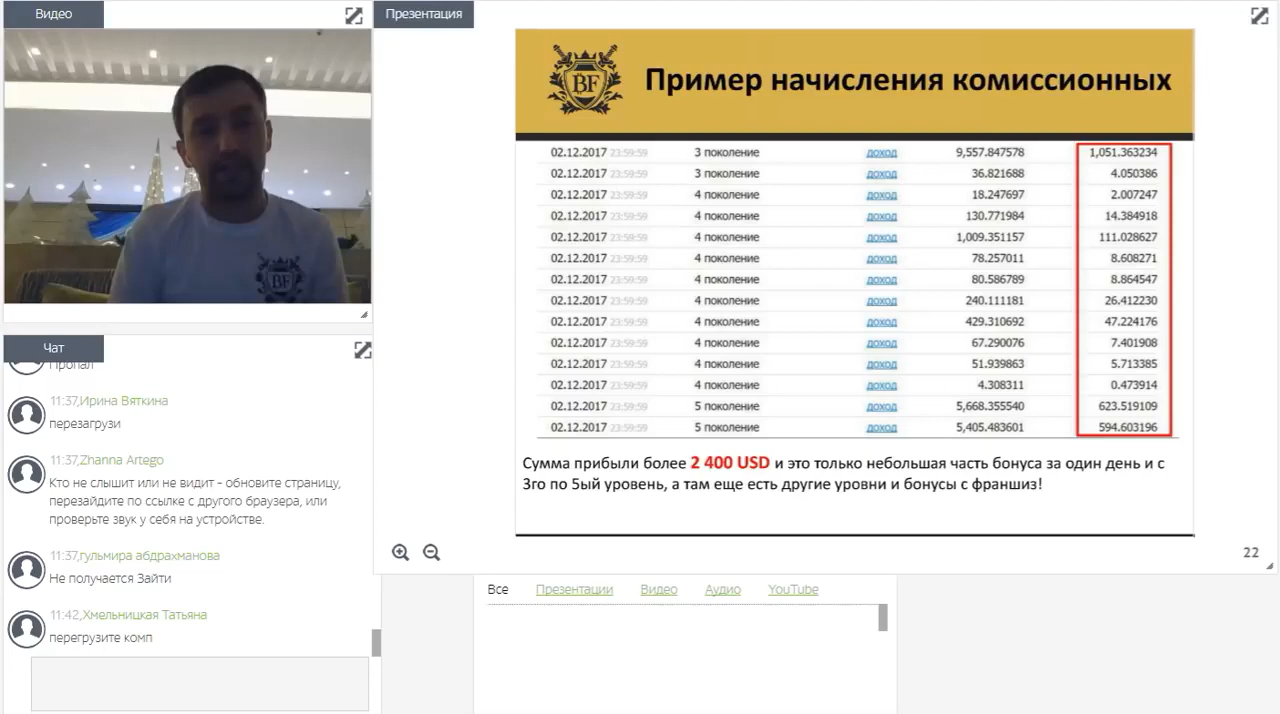 Видео
Презентация
BF
Пример начисления комиссионных
02.12.2017 23:59:59 3 поколение доход 9,557.847578 1,051.363234
02.12.2017 23:59:59 3 поколение доход 36.821688 4.050386
02.12.2017 23:59:59 4 поколение доход 18.247697 2.007247
02.12.2017 23:59:59 4 поколение доход 130.771984 14.384918
02.12.2017 23:59:59 4 поколение доход 1,009.351157 111.028627
02.12.2017 23:59:59 4 поколение доход 78.257011 8.608271
02.12.2017 23:59:59 4 поколение доход 80.586789 8.864547
02.12.2017 23:59:59 4 поколение доход 240.111181 26.412230
02.12.2017 23:59:59 4 поколение доход 429.310692 47.224176
02.12.2017 23:59:59 4 поколение доход 67.290076 7.401908
02.12.2017 23:59:59 4 поколение доход 51.939863 5.713385
02.12.2017 23:59:59 4 поколение доход 4.308311 0.473914
02.12.2017 23:59:59 5 поколение доход 5,668.355540 623.519109
02.12.2017 23:59:59 5 поколение доход 5,405.483601 594.603196
Сумма прибыли более 2 400 USD и это только небольшая часть бонуса за один день и с
3го по 5ый уровень, а там еще есть другие уровни и бонусы с франшиз!
22
BF
Чат
Пропал
11:37,Ирина Вяткина
перезагрузи
11:37,Zhanna Artego
Кто не слышит или не видит - обновите страницу,
перезайдите по ссылке с другого браузера, или
проверьте звук у себя на устройстве.
11:37,гульмира абдрахманова
Не получается Зайти
11:42,Хмельницкая Татьяна
перегрузите комп
Все Презентации Видео Аудио YouTube